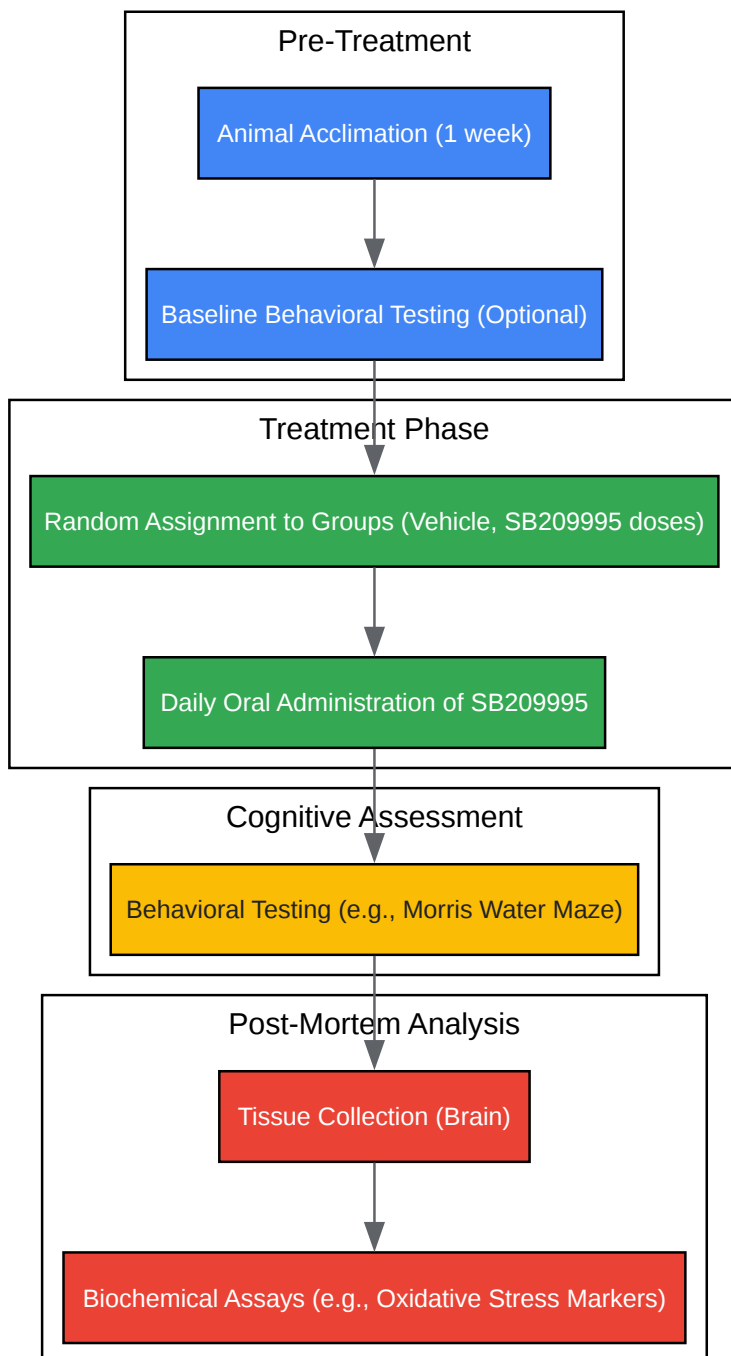 Pre-Treatment
Animal Acclimation (1 week)
Baseline Behavioral Testing (Optional)
Treatment Phase
Random Assignment to Groups (Vehicle, SB209995 doses)
Daily Oral Administration of SB209995
Cognitive Assessment
Behavioral Testing (e.g., Morris Water Maze)
Post-Mortem Analysis
Tissue Collection (Brain)
Biochemical Assays (e.g., Oxidative Stress Markers)